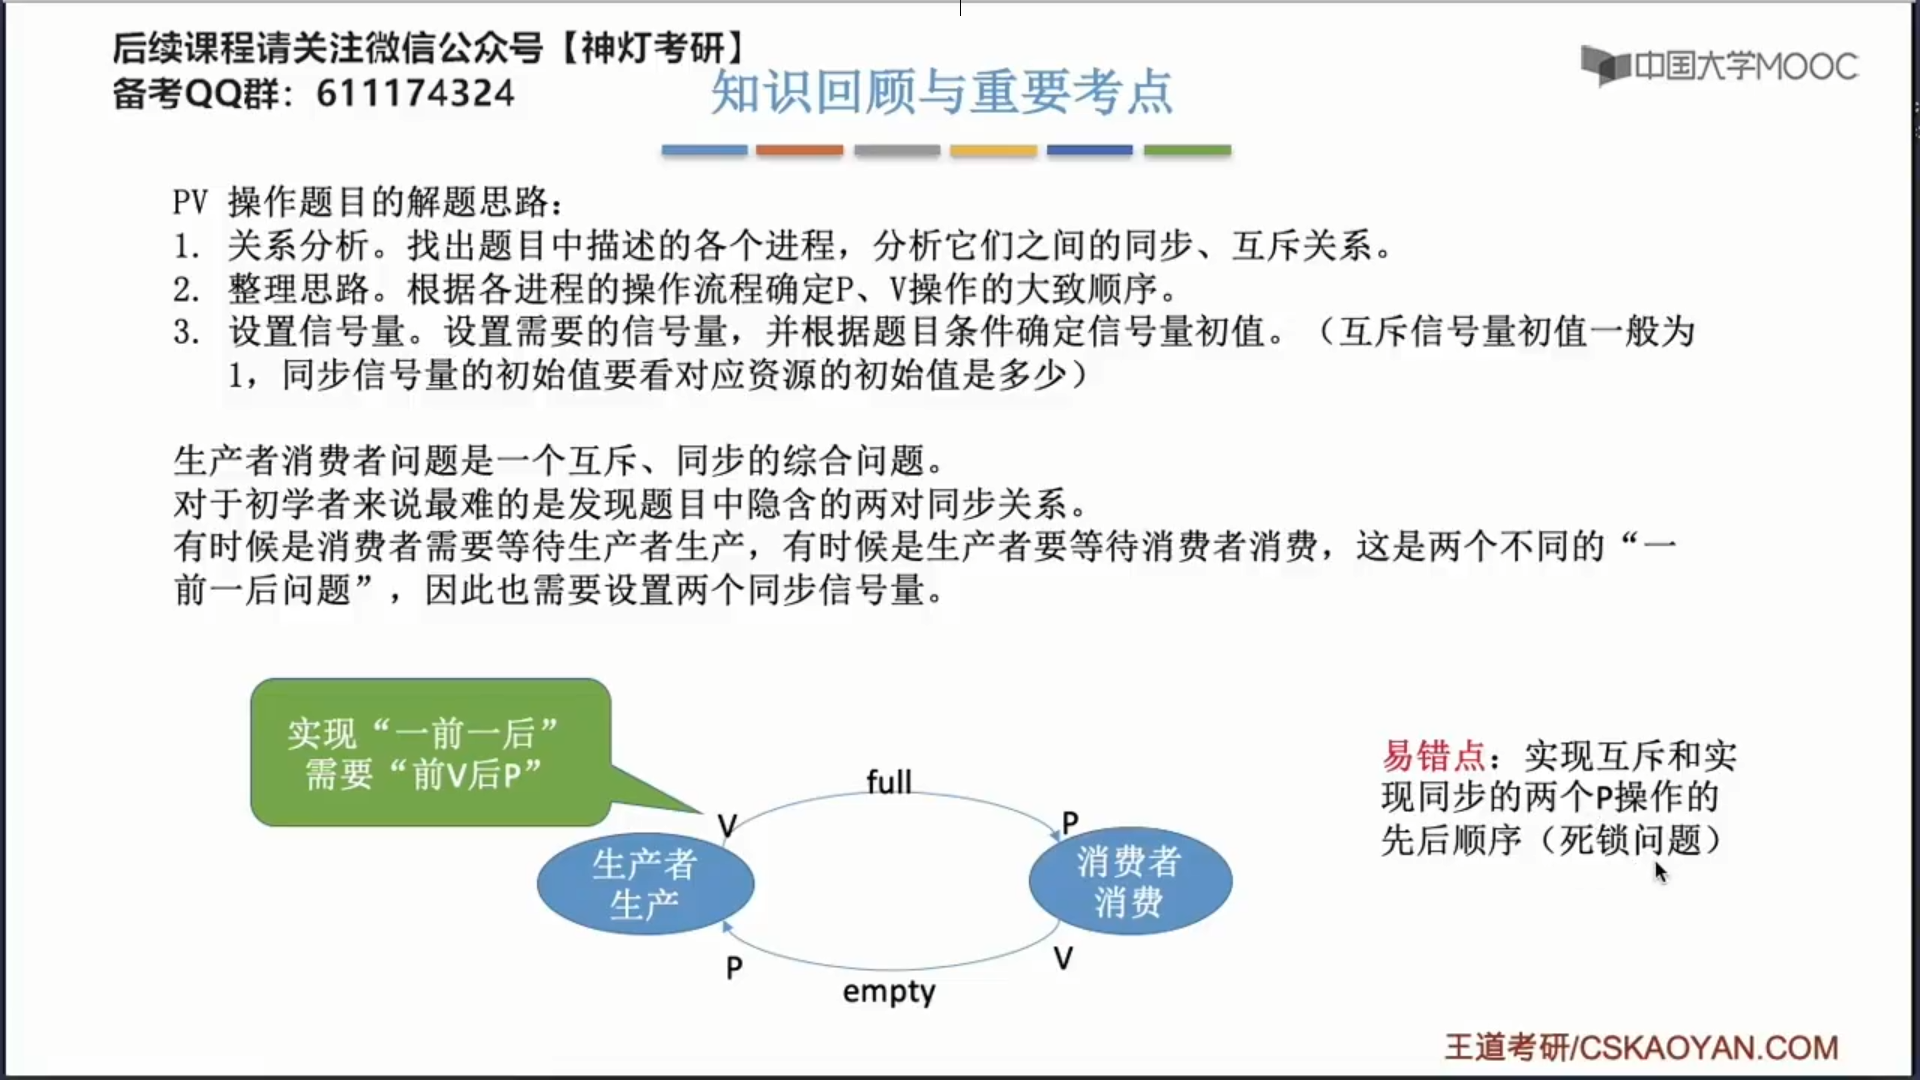 后续课程请关注微信公众号【神灯考研】
备考QQ群：611174324
中国大学MOOC
知识回顾与重要考点
PV 操作题目的解题思路：
1. 关系分析。找出题目中描述的各个进程，分析它们之间的同步、互斥关系。
2. 整理思路。根据各进程的操作流程确定P、V操作的大致顺序。
3. 设置信号量。设置需要的信号量，并根据题目条件确定信号量初值。（互斥信号量初值一般为
1，同步信号量的初始值要看对应资源的初始值是多少）
生产者消费者问题是一个互斥、同步的综合问题。
对于初学者来说最难的是发现题目中隐含的两对同步关系。
有时候是消费者需要等待生产者生产，有时候是生产者要等待消费者消费，这是两个不同的“一
前一后问题”，因此也需要设置两个同步信号量。
实现“一前一后”
需要“前V后P”
full
V
P
生产者
生产
消费者
消费
P
V
empty
易错点：实现互斥和实
现同步的两个P操作的
先后顺序（死锁问题）
王道考研/CSKAOYAN.COM